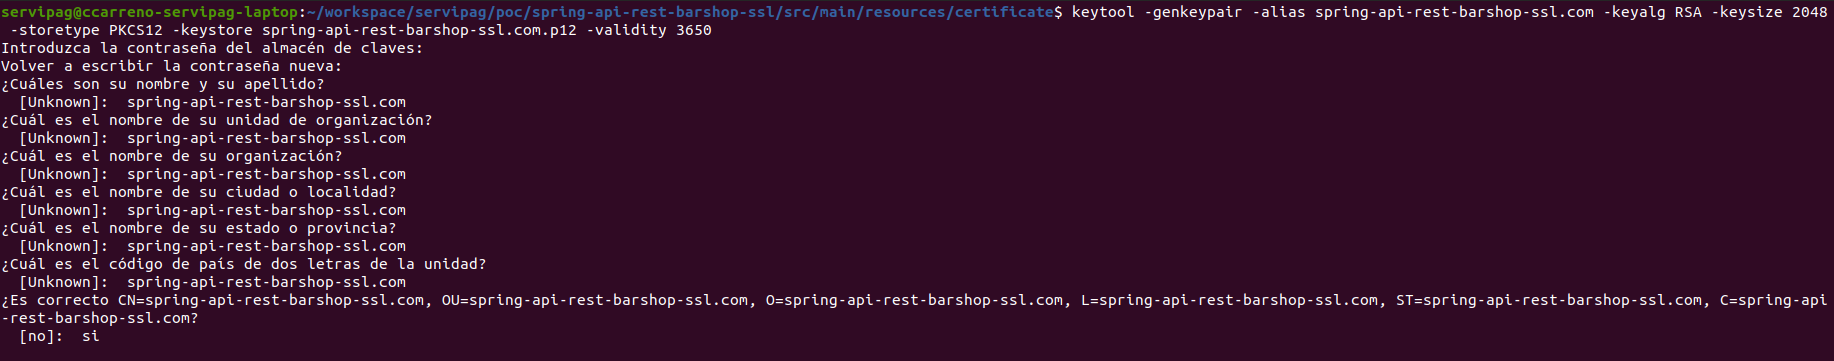 servipag@ccarreno-servipag-laptop:~/workspace/servipag/poc/spring-api-rest-barshop-ssl/src/main/resources/certificate$ keytool -genkeypair -alias spring-api-rest-barshop-ssl.com -keyalg RSA -keysize 2048
 -storetype PKCS12 -keystore spring-api-rest-barshop-ssl.com.p12 -validity 3650
Introduzca la contraseña del almacén de claves:
Volver a escribir la contraseña nueva:
¿Cuáles son su nombre y su apellido?
  [Unknown]:  spring-api-rest-barshop-ssl.com
¿Cuál es el nombre de su unidad de organización?
  [Unknown]:  spring-api-rest-barshop-ssl.com
¿Cuál es el nombre de su organización?
  [Unknown]:  spring-api-rest-barshop-ssl.com
¿Cuál es el nombre de su ciudad o localidad?
  [Unknown]:  spring-api-rest-barshop-ssl.com
¿Cuál es el nombre de su estado o provincia?
  [Unknown]:  spring-api-rest-barshop-ssl.com
¿Cuál es el código de país de dos letras de la unidad?
  [Unknown]:  spring-api-rest-barshop-ssl.com
¿Es correcto CN=spring-api-rest-barshop-ssl.com, OU=spring-api-rest-barshop-ssl.com, O=spring-api-rest-barshop-ssl.com, L=spring-api-rest-barshop-ssl.com, ST=spring-api-rest-barshop-ssl.com, C=spring-api
-rest-barshop-ssl.com?
  [no]:  si